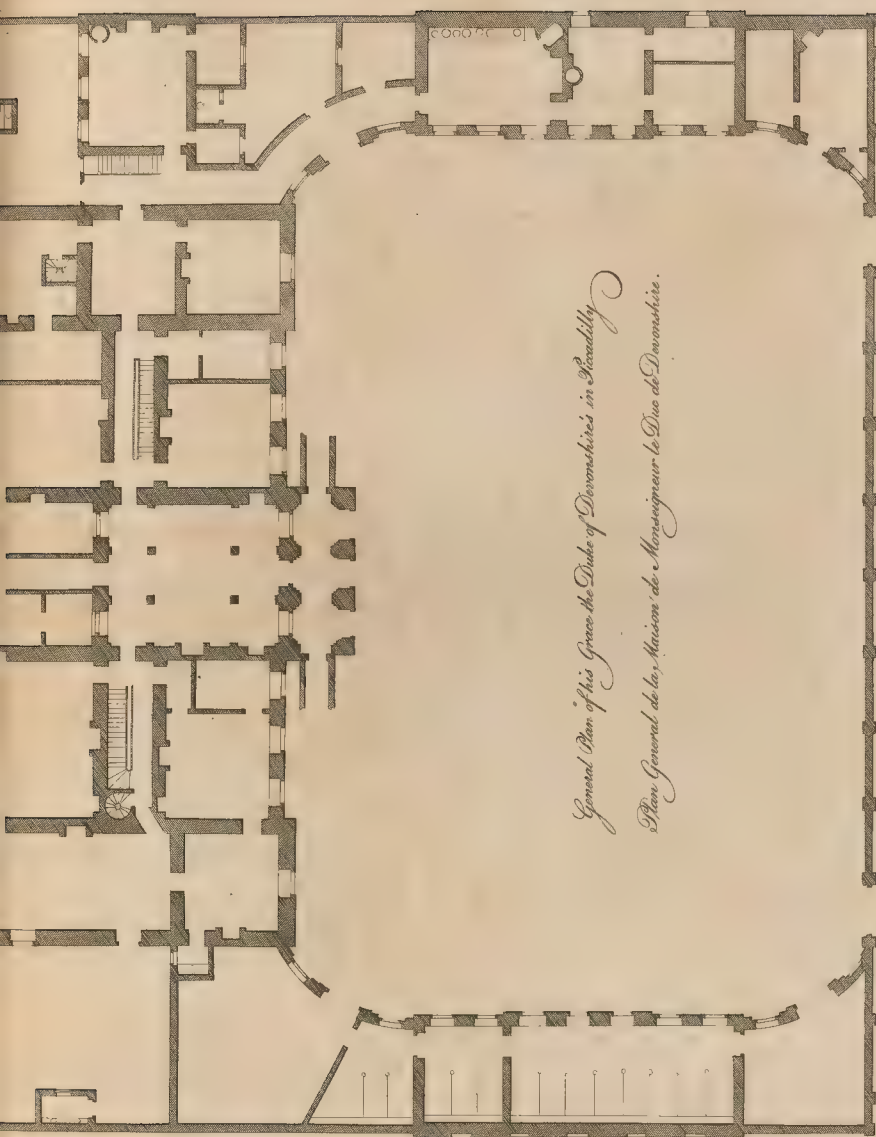 General Plan of his Grace the Duke of Devonshire's in Piccadilly
Plan General de la Maison de Monseigneur le Duc de Devonshire.